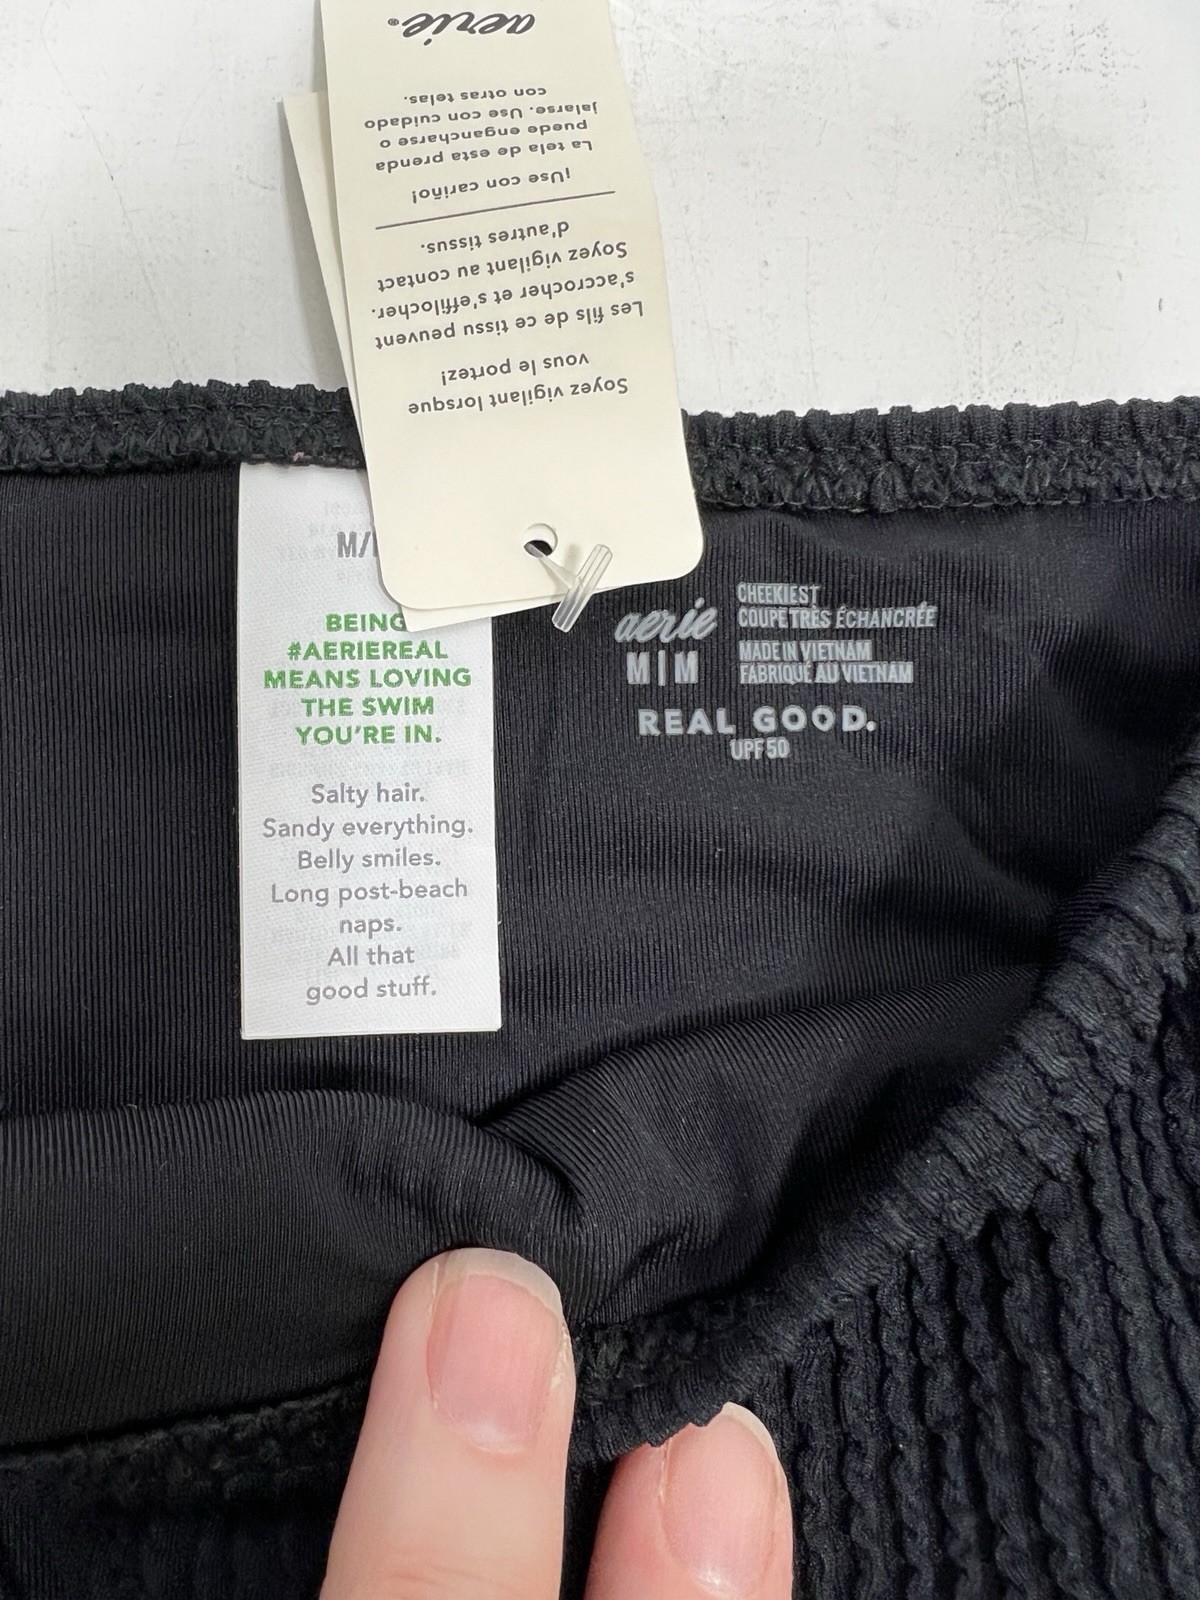 Soyez vigilant lorsque
vous le portez!
Les fils de ce tissu peuvent
s'accrocher et s'effilocher.
Soyez vigilant au contact
d'autres tissus.
¡Use con cariño!
La tela de esta prenda
puede engancharse o
jalarse. Use con cuidado
con otras telas.
aerie®
M/
BEING
#AERIEREAL
MEANS LOVING
THE SWIM
YOU'RE IN.
Salty hair.
Sandy everything.
Belly smiles.
Long post-beach
naps.
All that
good stuff.
aerie
M|M
CHEEKIEST
COUPE TRÈS ÉCHANCRÉE
MADE IN VIETNAM
FABRIQUÉ AU VIETNAM
REAL GOOD.
UPF 50